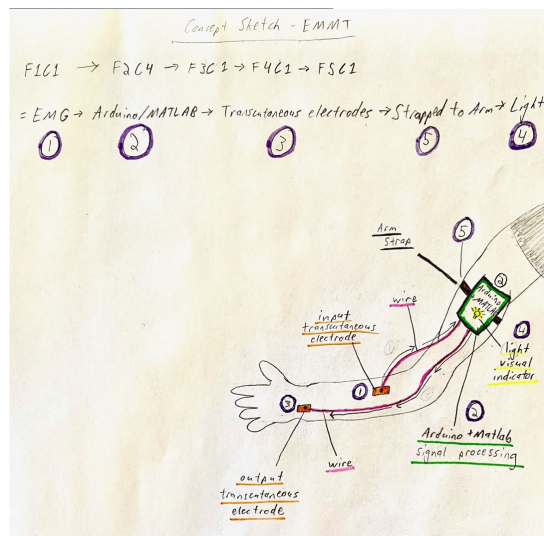 Concept Sketch - EMMT
F1C1 → F2C4 → F3C1 → F4C1 → F5C1
= EMG → Arduino/MATLAB → Transcutaneous electrodes → Strapped to Arm → Light
1 2 3 5 4
5
Arm
Strap
2
Arduino
+MATLAB
wire
input
transcutaneous
electrode
4
light
visual
indicator
1
3
2
Arduino + Matlab
signal processing
wire
output
transcutaneous
electrode